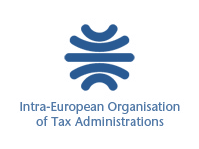 Intra-European Organisation
of Tax Administrations